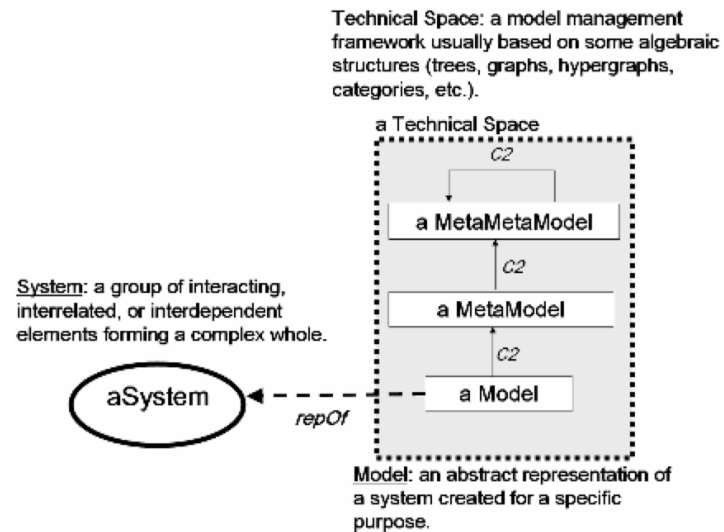 Technical Space: a model management
framework usually based on some algebraic
structures (trees, graphs, hypergraphs,
categories, etc.).
a Technical Space
C2
a MetaMetaModel
C2
System: a group of interacting,
interrelated, or interdependent
elements forming a complex whole.
a MetaModel
C2
aSystem
repOf
a Model
Model: an abstract representation of
a system created for a specific
purpose.